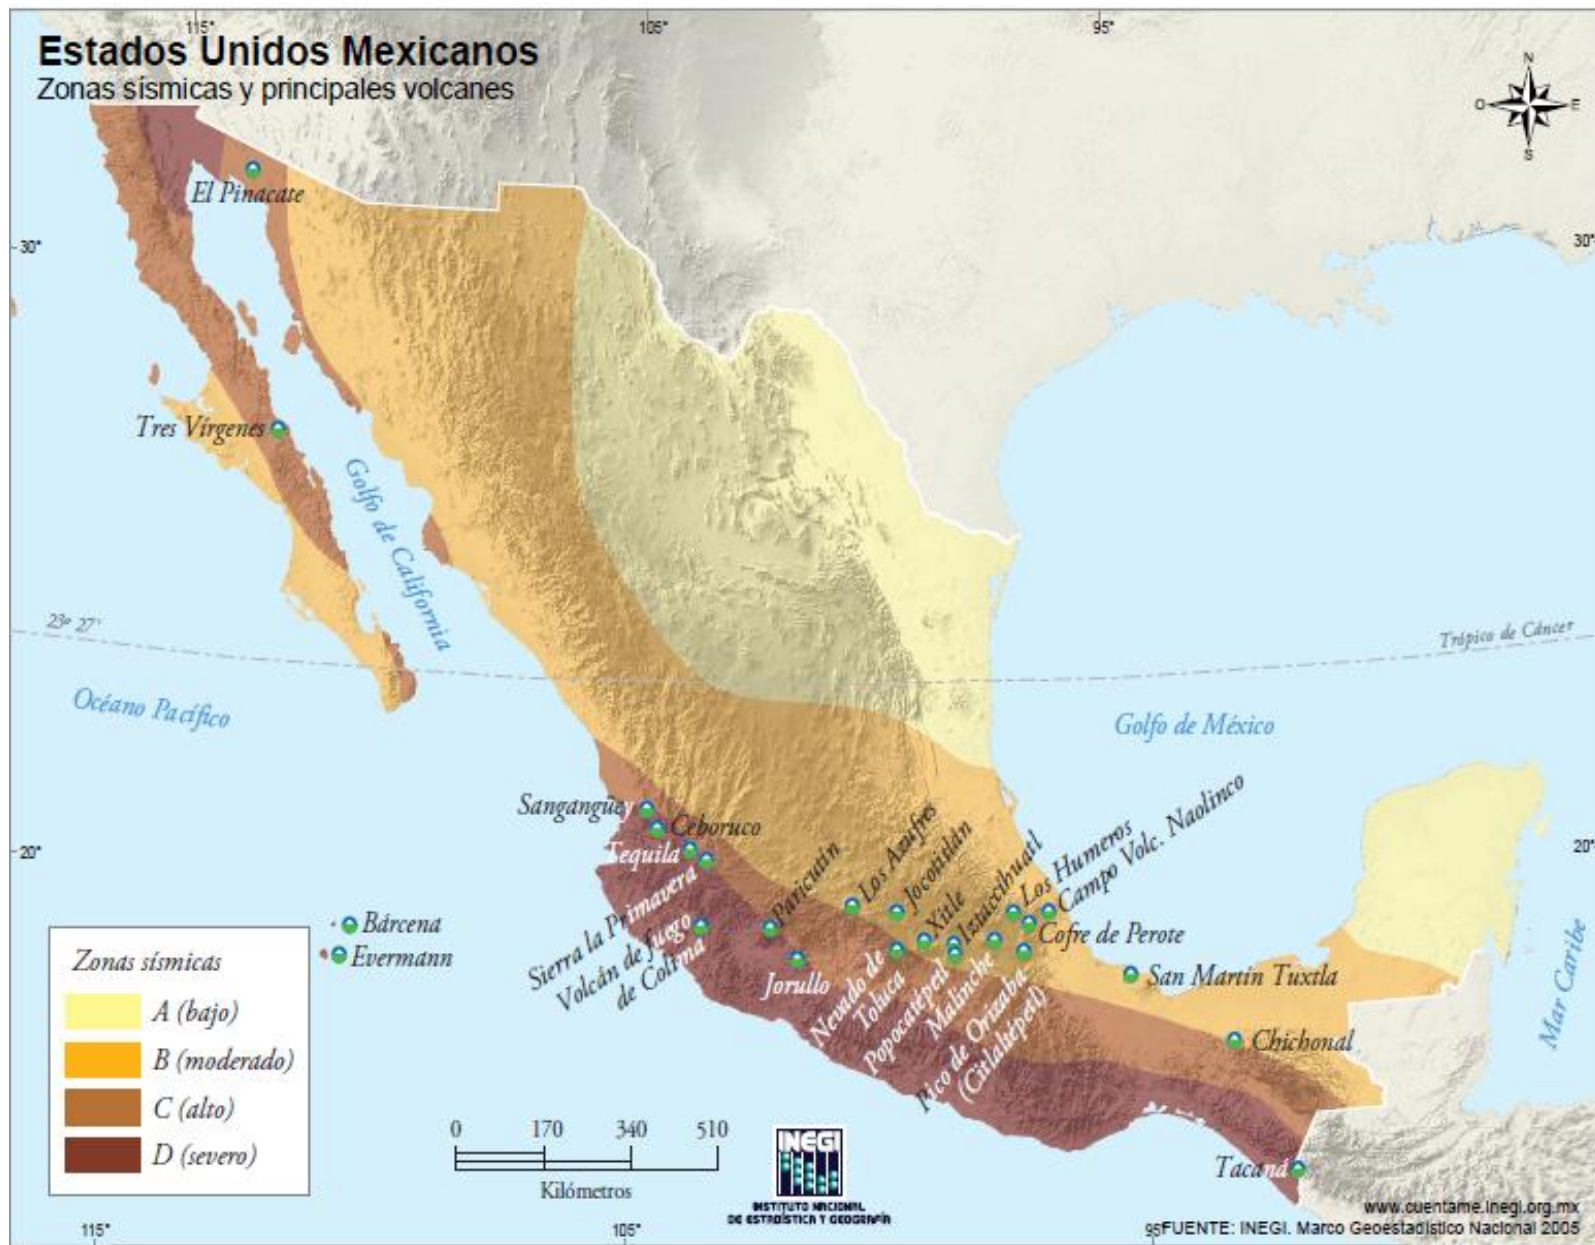 Estados Unidos Mexicanos
Zonas sísmicas y principales volcanes
115°
105°
95°
N
O
E
S
El Pinacate
30°
30°
Tres Vírgenes
Golfo de California
23° 27'
Trópico de Cáncer
Océano Pacífico
Golfo de México
Sangangüey
Ceboruco
Tequila
Sierra la Primavera
Volcán de fuego
de Colima
Paricutín
Jorullo
Los Azufres
Jocotitlán
Xitle
Iztaccíhuatl
Los Humeros
Campo Volc. Naolinco
Cofre de Perote
Nevado de
Toluca
Popocatépetl
Malinche
Pico de Orizaba
(Citlaltépetl)
20°
20°
Bárcena
Evermann
San Martín Tuxtla
Chichonal
Tacaná
Mar Caribe
Zonas sísmicas
A (bajo)
B (moderado)
C (alto)
D (severo)
0 170 340 510
Kilómetros
INEGI
INSTITUTO NACIONAL
DE ESTADÍSTICA Y GEOGRAFÍA
www.cuentame.inegi.org.mx
FUENTE: INEGI. Marco Geoestadístico Nacional 2005
115°
105°
95°